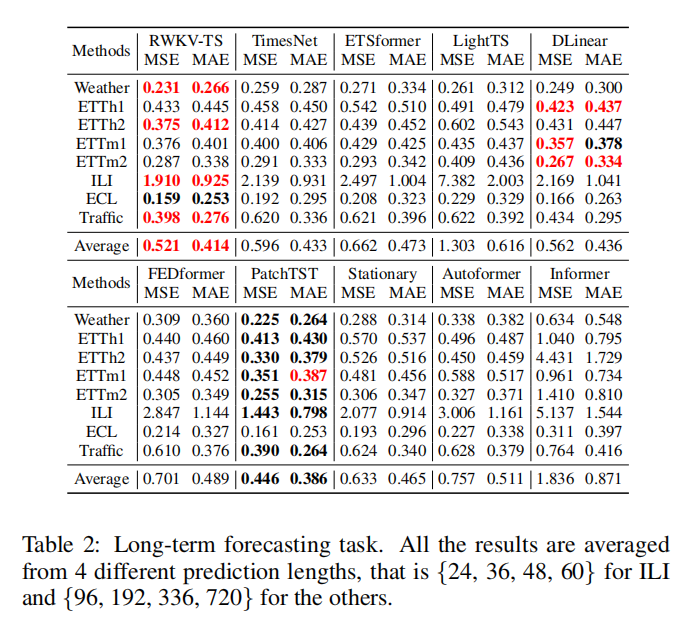 Methods RWKV-TS TimesNet ETSformer LightTS DLinear
MSE MAE MSE MAE MSE MAE MSE MAE MSE MAE
Weather 0.231 0.266 0.259 0.287 0.271 0.334 0.261 0.312 0.249 0.300
ETTh1 0.433 0.445 0.458 0.450 0.542 0.510 0.491 0.479 0.423 0.437
ETTh2 0.375 0.412 0.414 0.427 0.439 0.452 0.602 0.543 0.431 0.447
ETTm1 0.376 0.401 0.400 0.406 0.429 0.425 0.435 0.437 0.357 0.378
ETTm2 0.287 0.338 0.291 0.333 0.293 0.342 0.409 0.436 0.267 0.334
ILI 1.910 0.925 2.139 0.931 2.497 1.004 7.382 2.003 2.169 1.041
ECL 0.159 0.253 0.192 0.295 0.208 0.323 0.229 0.329 0.166 0.263
Traffic 0.398 0.276 0.620 0.336 0.621 0.396 0.622 0.392 0.434 0.295
Average 0.521 0.414 0.596 0.433 0.662 0.473 1.303 0.616 0.562 0.436
Methods FEDformer PatchTST Stationary Autoformer Informer
MSE MAE MSE MAE MSE MAE MSE MAE MSE MAE
Weather 0.309 0.360 0.225 0.264 0.288 0.314 0.338 0.382 0.634 0.548
ETTh1 0.440 0.460 0.413 0.430 0.570 0.537 0.496 0.487 1.040 0.795
ETTh2 0.437 0.449 0.330 0.379 0.526 0.516 0.450 0.459 4.431 1.729
ETTm1 0.448 0.452 0.351 0.387 0.481 0.456 0.588 0.517 0.961 0.734
ETTm2 0.305 0.349 0.255 0.315 0.306 0.347 0.327 0.371 1.410 0.810
ILI 2.847 1.144 1.443 0.798 2.077 0.914 3.006 1.161 5.137 1.544
ECL 0.214 0.327 0.161 0.253 0.193 0.296 0.227 0.338 0.311 0.397
Traffic 0.610 0.376 0.390 0.264 0.624 0.340 0.628 0.379 0.764 0.416
Average 0.701 0.489 0.446 0.386 0.633 0.465 0.757 0.511 1.836 0.871
Table 2: Long-term forecasting task. All the results are averaged
from 4 different prediction lengths, that is {24, 36, 48, 60} for ILI
and {96, 192, 336, 720} for the others.